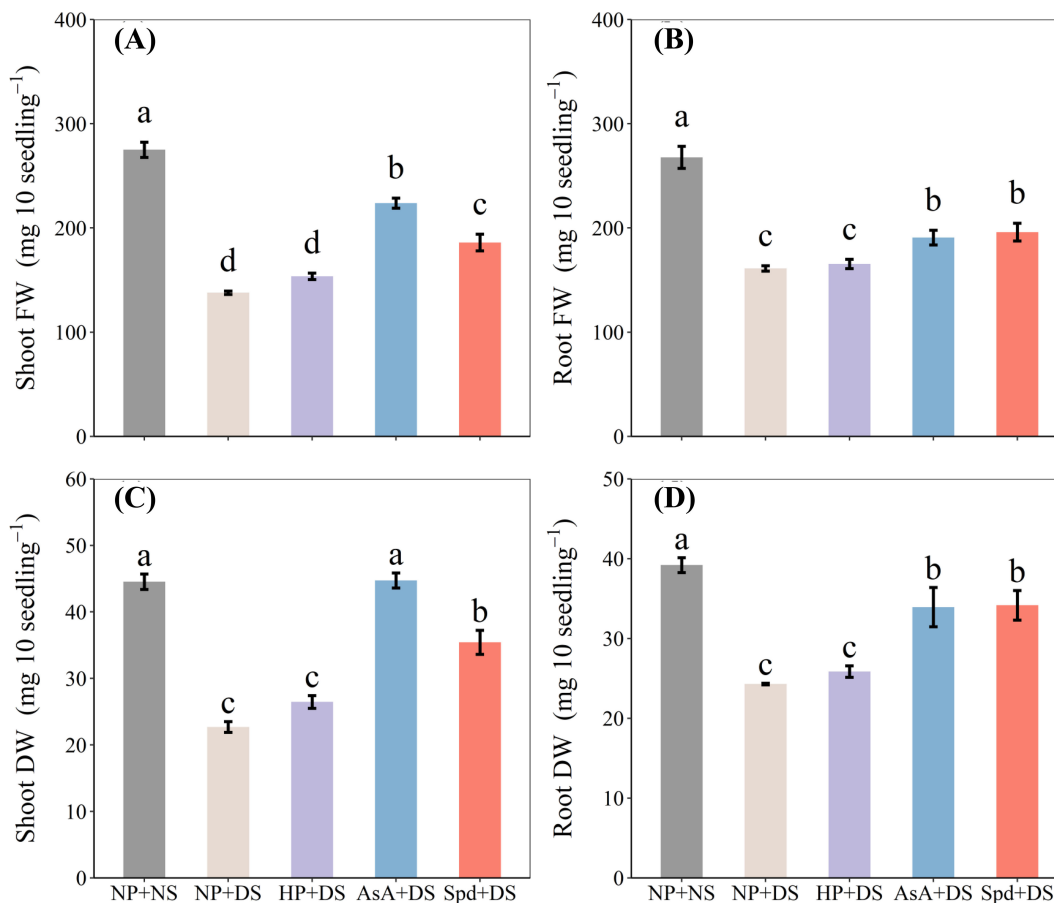 (A)
Shoot FW (mg 10 seedling⁻¹)
400
300
200
100
0
a
d
d
b
c
(B)
Root FW (mg 10 seedling⁻¹)
400
300
200
100
0
a
c
c
b
b
(C)
Shoot DW (mg 10 seedling⁻¹)
60
50
40
30
20
10
0
a
c
c
a
b
NP+NS NP+DS HP+DS AsA+DS Spd+DS
(D)
Root DW (mg 10 seedling⁻¹)
50
40
30
20
10
0
a
c
c
b
b
NP+NS NP+DS HP+DS AsA+DS Spd+DS